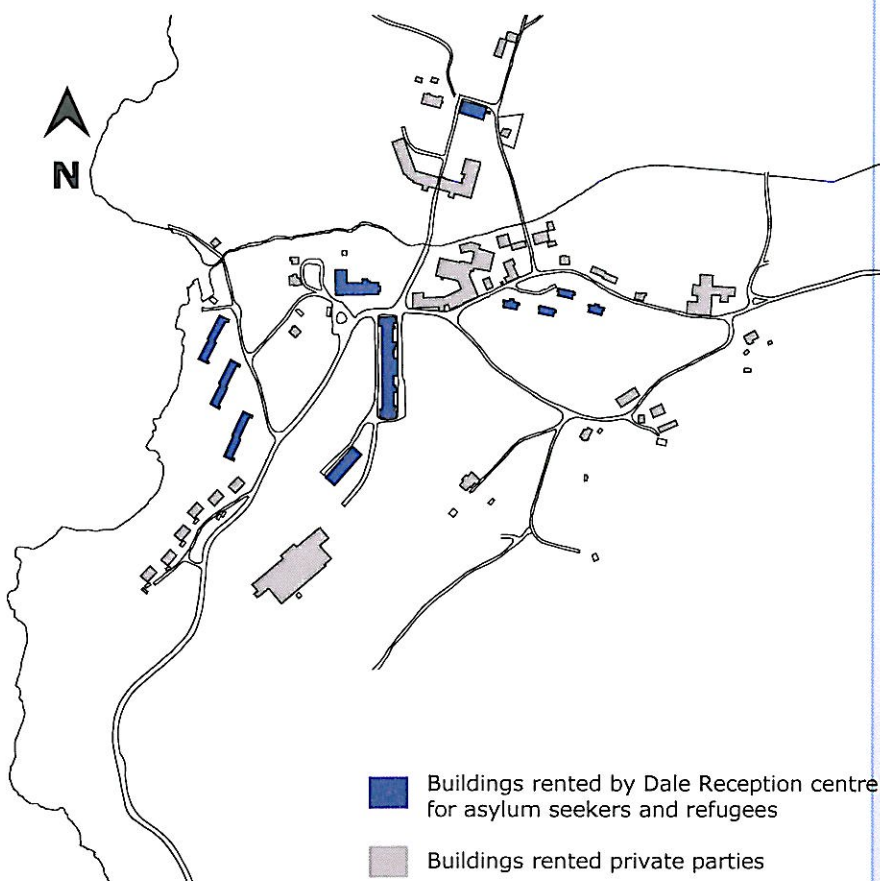 N
Buildings rented by Dale Reception centre
for asylum seekers and refugees
Buildings rented private parties